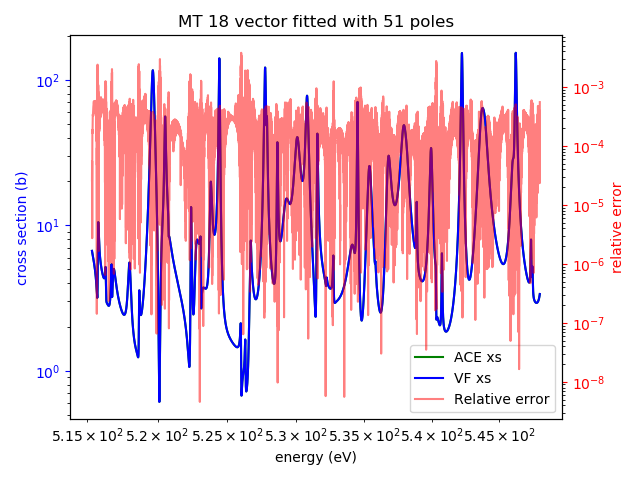 MT 18 vector fitted with 51 poles
10²
10¹
10⁰
cross section (b)
10⁻³
10⁻⁴
10⁻⁵
10⁻⁶
10⁻⁷
10⁻⁸
relative error
ACE xs
VF xs
Relative error
5.15 × 10² 5.2 × 10² 5.25 × 10² 5.3 × 10² 5.35 × 10² 5.4 × 10² 5.45 × 10²
energy (eV)